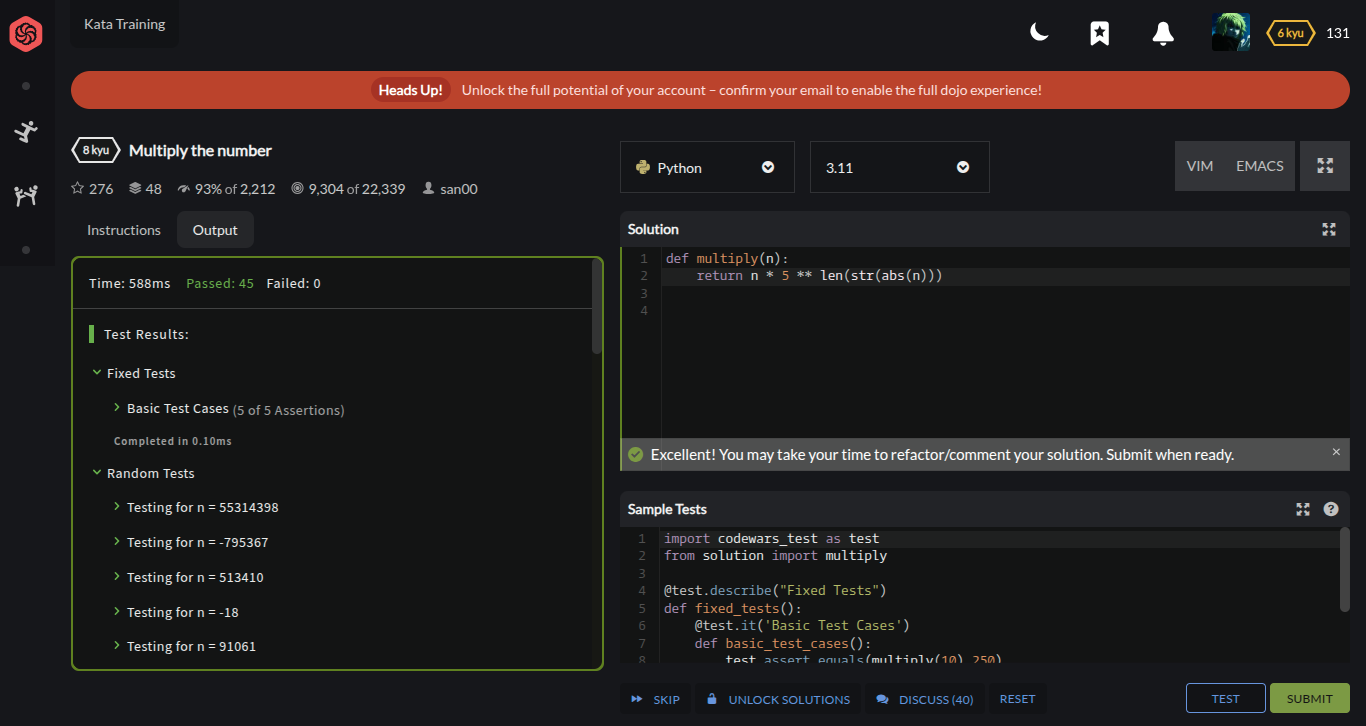 Kata Training
6 kyu 131
Heads Up! Unlock the full potential of your account – confirm your email to enable the full dojo experience!
8 kyu Multiply the number
276 48 93% of 2,212 9,304 of 22,339 san00
Instructions Output
Time: 588ms Passed: 45 Failed: 0
Test Results:
Fixed Tests
Basic Test Cases (5 of 5 Assertions)
Completed in 0.10ms
Random Tests
Testing for n = 55314398
Testing for n = -795367
Testing for n = 513410
Testing for n = -18
Testing for n = 91061
Python 3.11 VIM EMACS
Solution
1 def multiply(n):
2     return n * 5 ** len(str(abs(n)))
3
4
Excellent! You may take your time to refactor/comment your solution. Submit when ready. ×
Sample Tests ?
1 import codewars_test as test
2 from solution import multiply
3
4 @test.describe("Fixed Tests")
5 def fixed_tests():
6     @test.it('Basic Test Cases')
7     def basic_test_cases():
8         test.assert_equals(multiply(10),250)
SKIP UNLOCK SOLUTIONS DISCUSS (40) RESET TEST SUBMIT